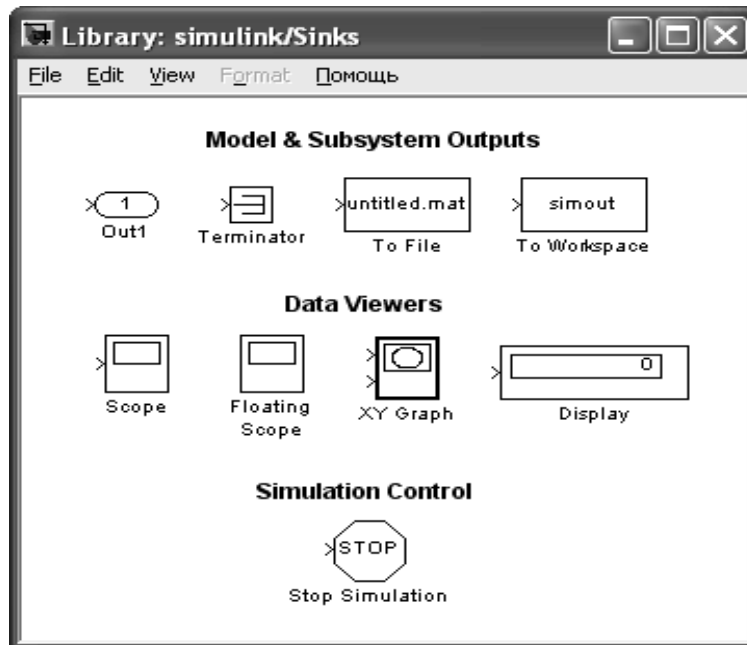 Library: simulink/Sinks
File Edit View Format Помощь
Model & Subsystem Outputs
1 untitled.mat simout
Out1 Terminator To File To Workspace
Data Viewers
0
Scope Floating Scope XY Graph Display
Simulation Control
STOP
Stop Simulation